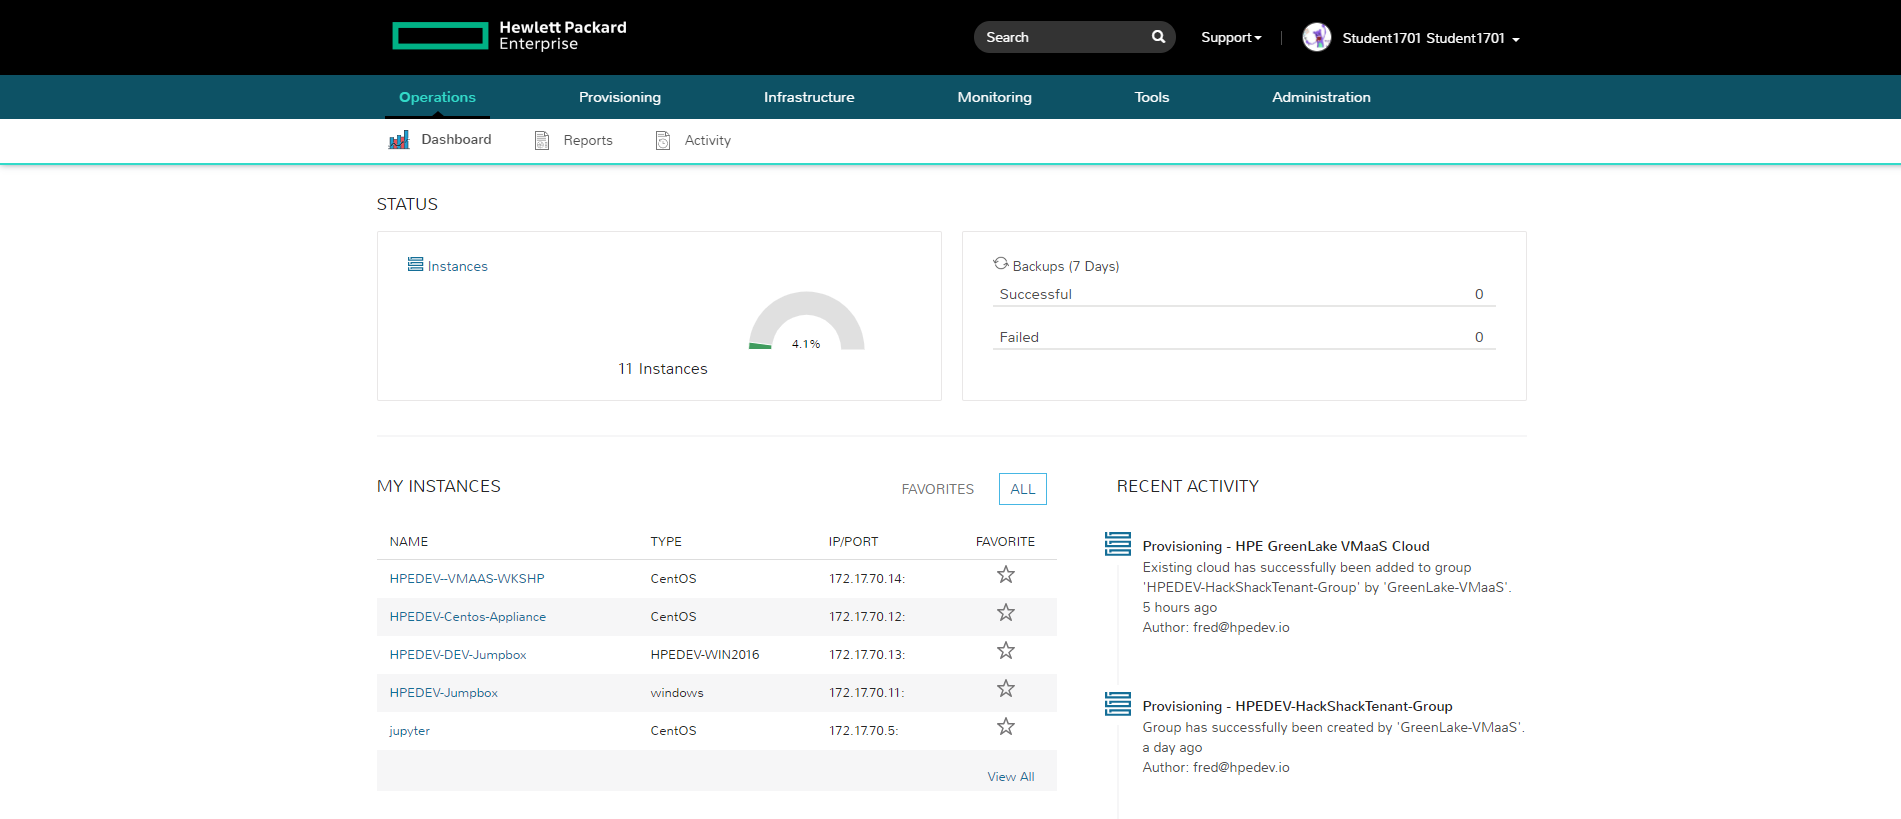 Hewlett Packard
Enterprise
Search
Support
Student1701 Student1701
Operations
Provisioning
Infrastructure
Monitoring
Tools
Administration
Dashboard
Reports
Activity
STATUS
Instances
4.1%
11 Instances
Backups (7 Days)
Successful 0
Failed 0
MY INSTANCES
FAVORITES
ALL
NAME TYPE IP/PORT FAVORITE
HPEDEV--VMAAS-WKSHP CentOS 172.17.70.14:
HPEDEV-Centos-Appliance CentOS 172.17.70.12:
HPEDEV-DEV-Jumpbox HPEDEV-WIN2016 172.17.70.13:
HPEDEV-Jumpbox windows 172.17.70.11:
jupyter CentOS 172.17.70.5:
View All
RECENT ACTIVITY
Provisioning - HPE GreenLake VMaaS Cloud
Existing cloud has successfully been added to group
'HPEDEV-HackShackTenant-Group' by 'GreenLake-VMaaS'.
5 hours ago
Author: fred@hpedev.io
Provisioning - HPEDEV-HackShackTenant-Group
Group has successfully been created by 'GreenLake-VMaaS'.
a day ago
Author: fred@hpedev.io